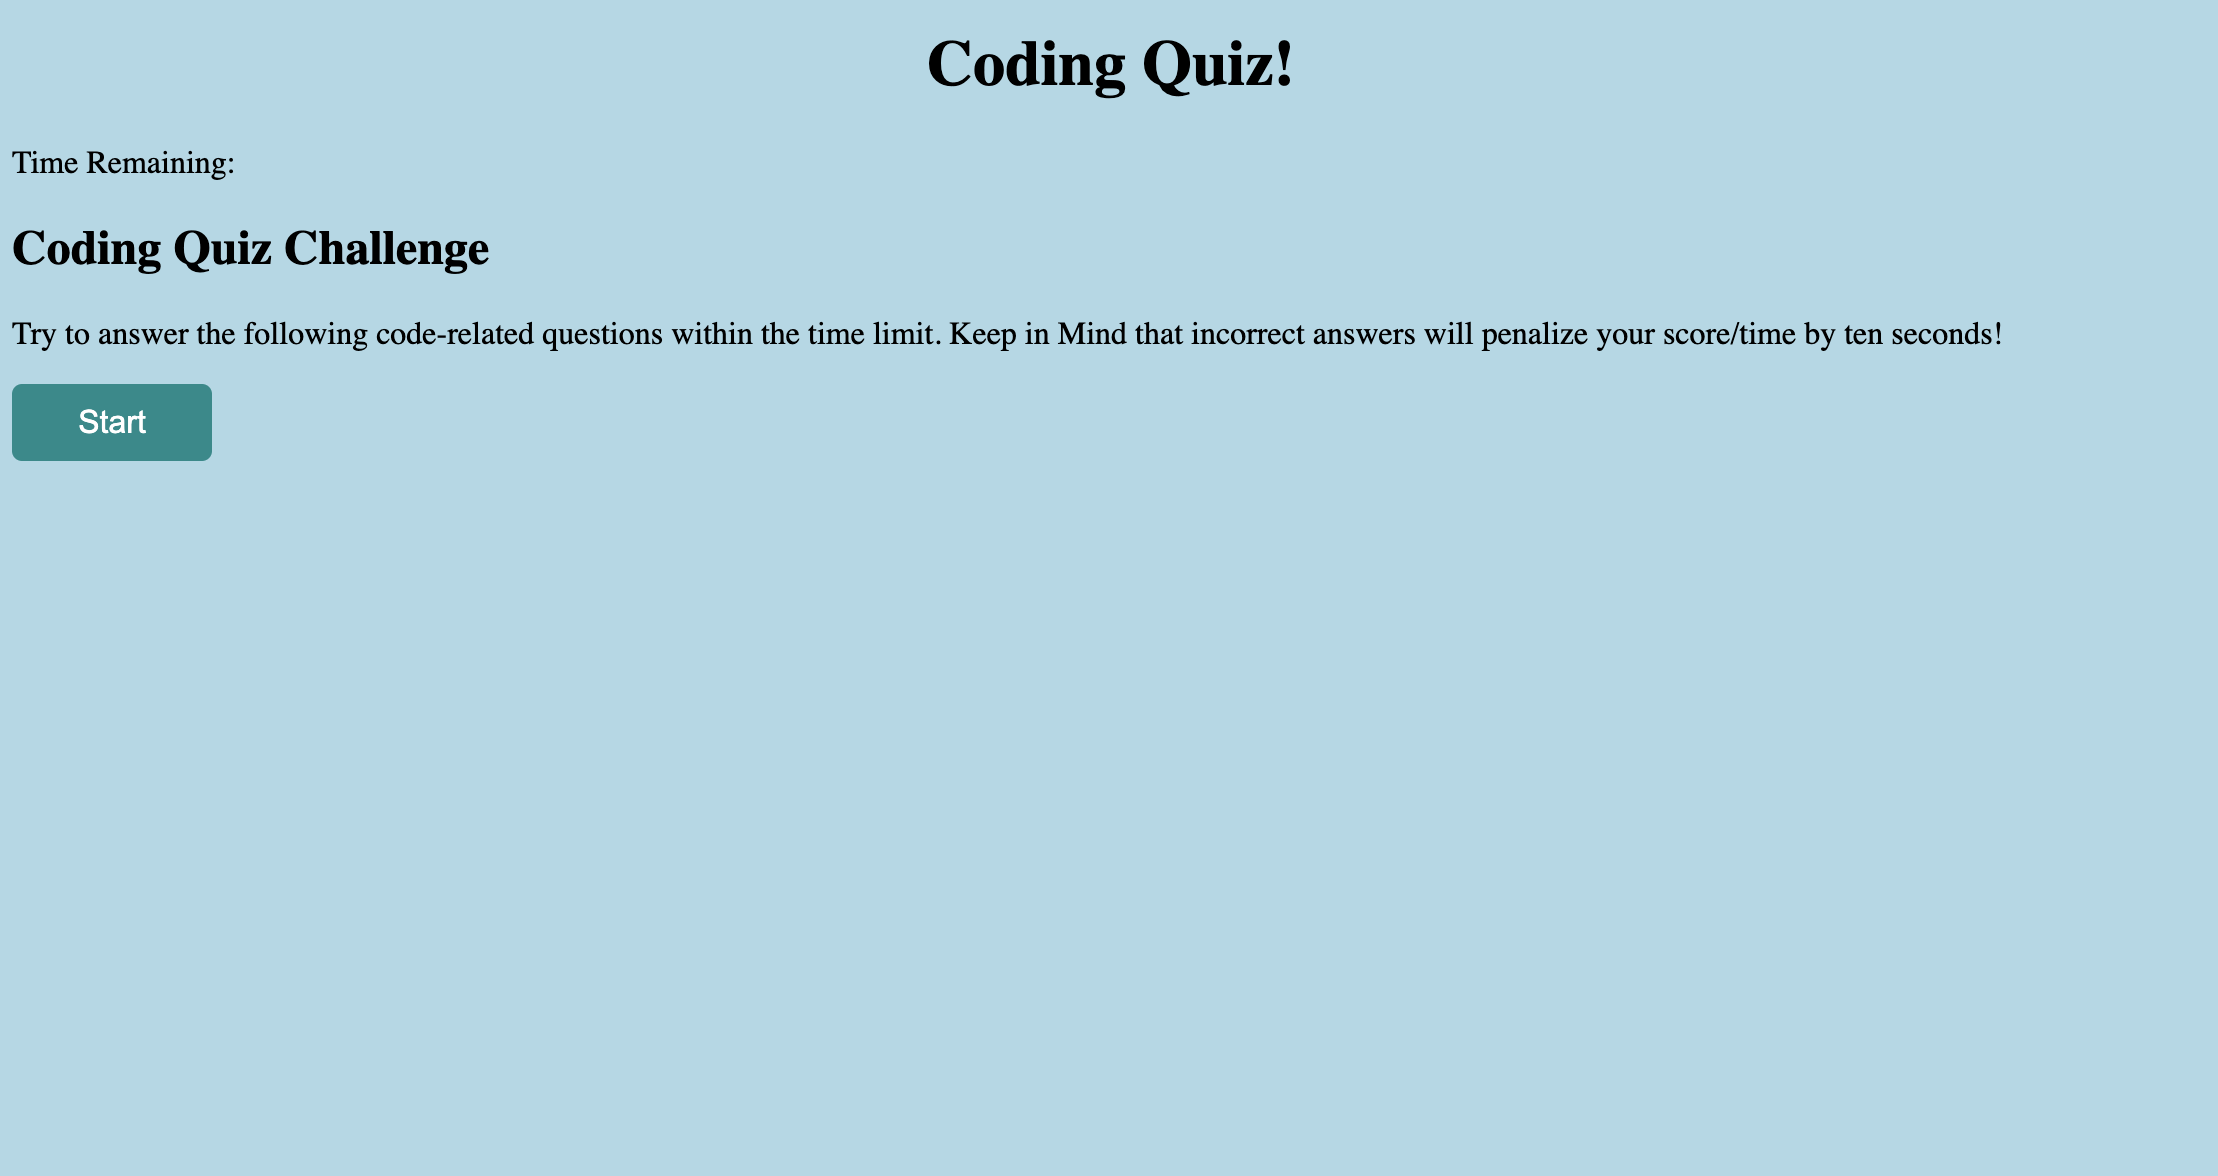 Coding Quiz!
Time Remaining:
Coding Quiz Challenge
Try to answer the following code-related questions within the time limit. Keep in Mind that incorrect answers will penalize your score/time by ten seconds!
Start